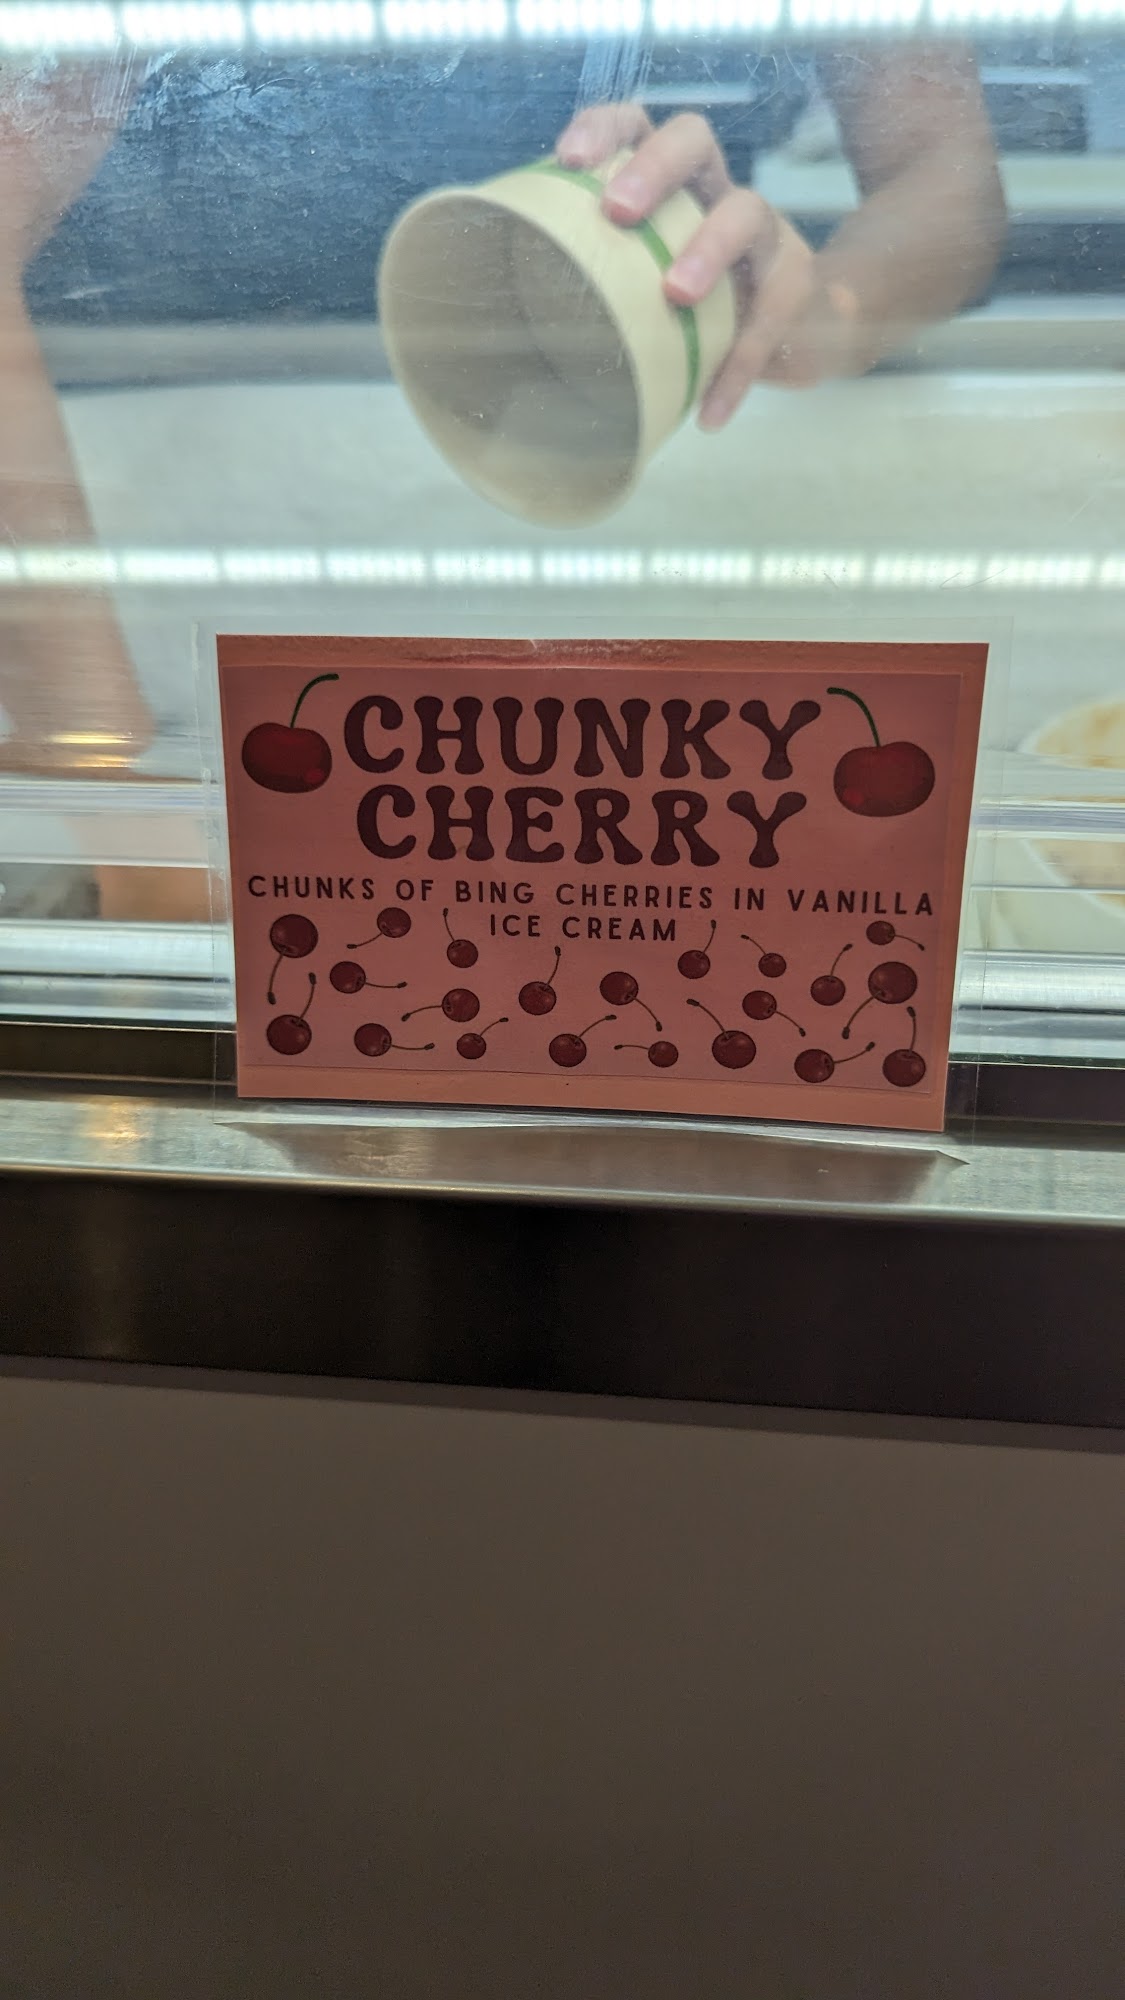 CHUNKY
CHERRY
CHUNKS OF BING CHERRIES IN VANILLA
ICE CREAM